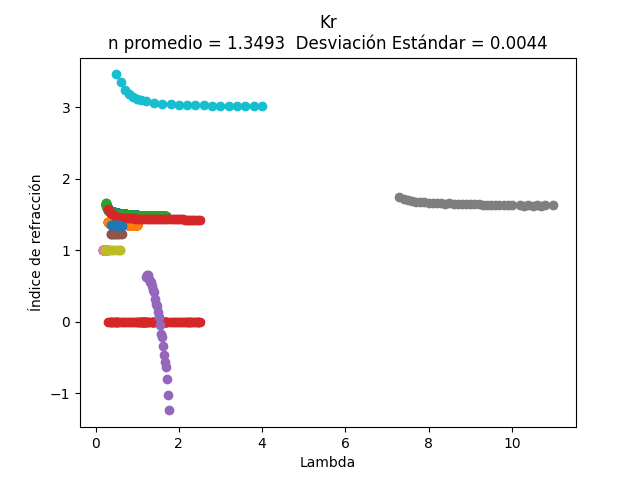 Kr
n promedio = 1.3493  Desviación Estándar = 0.0044
Índice de refracción
3
2
1
0
−1
0
2
4
6
8
10
Lambda